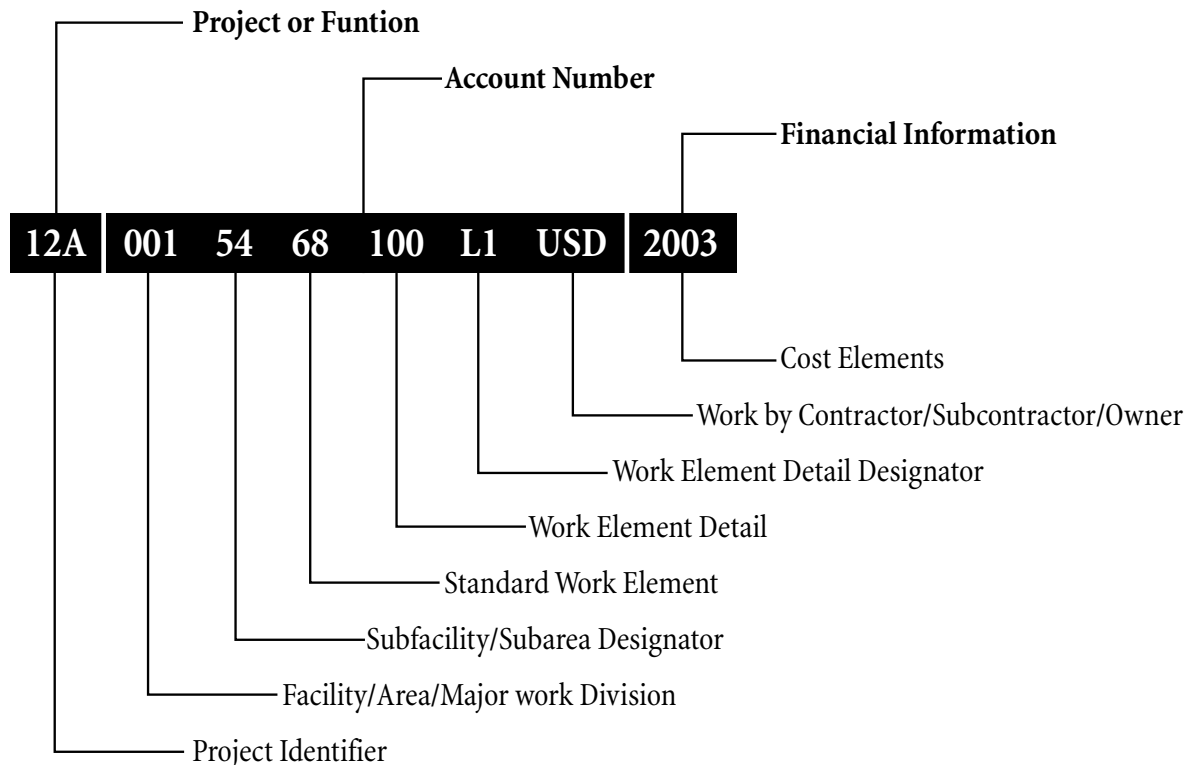 Project or Funtion
Account Number
Financial Information
12A 001 54 68 100 L1 USD 2003
Cost Elements
Work by Contractor/Subcontractor/Owner
Work Element Detail Designator
Work Element Detail
Standard Work Element
Subfacility/Subarea Designator
Facility/Area/Major work Division
Project Identifier